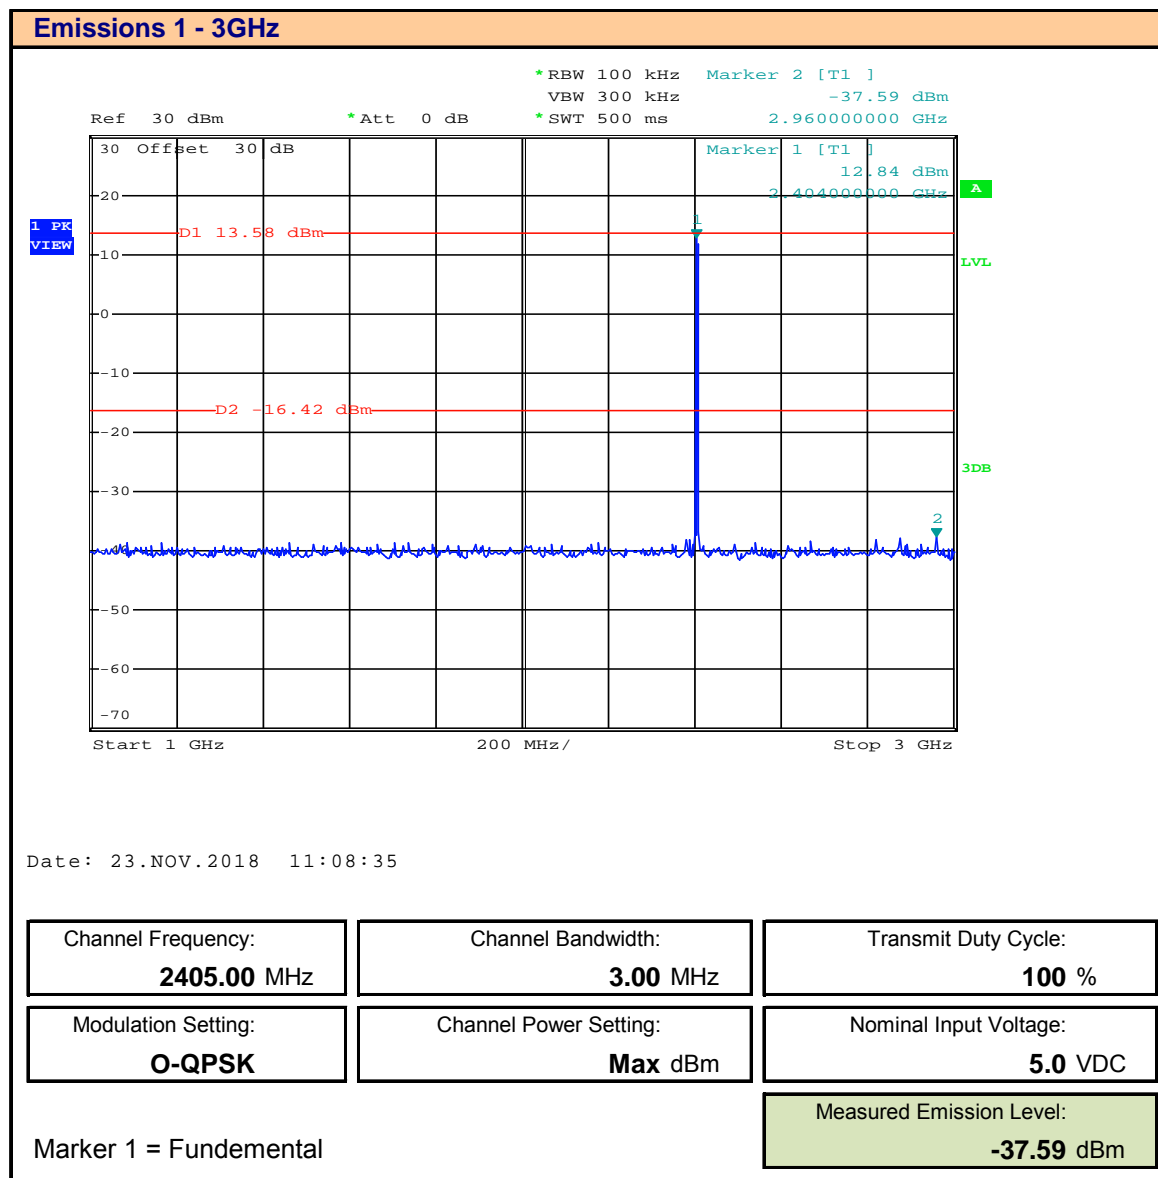 Emissions 1 - 3GHz
*RBW 100 kHz Marker 2 [T1 ]
VBW 300 kHz -37.59 dBm
Ref 30 dBm *Att 0 dB *SWT 500 ms 2.960000000 GHz
30 Offset 30 dB Marker 1 [T1 ]
12.84 dBm
2.404000000 GHz
A
20
1 PK
VIEW
1
D1 13.58 dBm
10
LVL
0
-10
D2 -16.42 dBm
-20
3DB
-30
2
-40
-50
-60
-70
Start 1 GHz 200 MHz/ Stop 3 GHz
Date: 23.NOV.2018 11:08:35
Channel Frequency: Channel Bandwidth: Transmit Duty Cycle:
2405.00 MHz 3.00 MHz 100 %
Modulation Setting: Channel Power Setting: Nominal Input Voltage:
O-QPSK Max dBm 5.0 VDC
Measured Emission Level:
Marker 1 = Fundemental -37.59 dBm